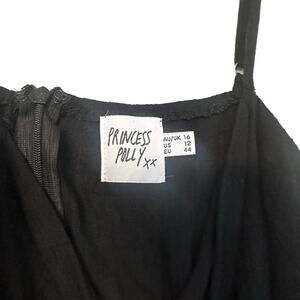 PRINCESS
POLLY xx
AU/UK 16
US 12
EU 44